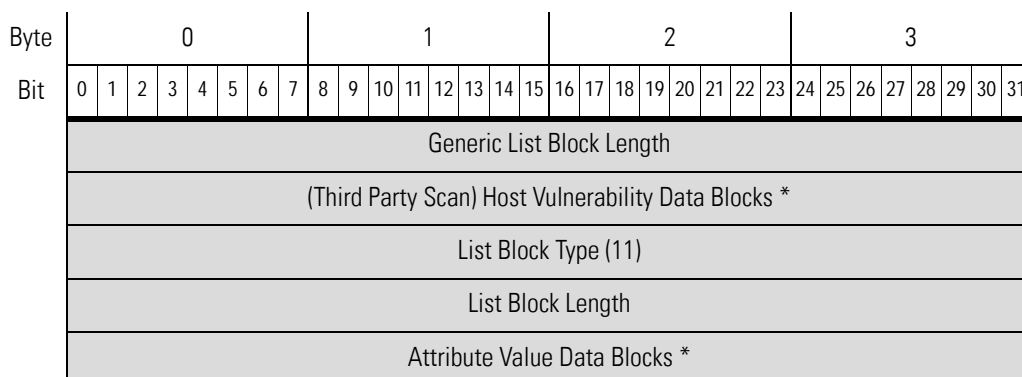 Byte 0 1 2 3
Bit 0 1 2 3 4 5 6 7 8 9 10 11 12 13 14 15 16 17 18 19 20 21 22 23 24 25 26 27 28 29 30 31
Generic List Block Length
(Third Party Scan) Host Vulnerability Data Blocks *
List Block Type (11)
List Block Length
Attribute Value Data Blocks *